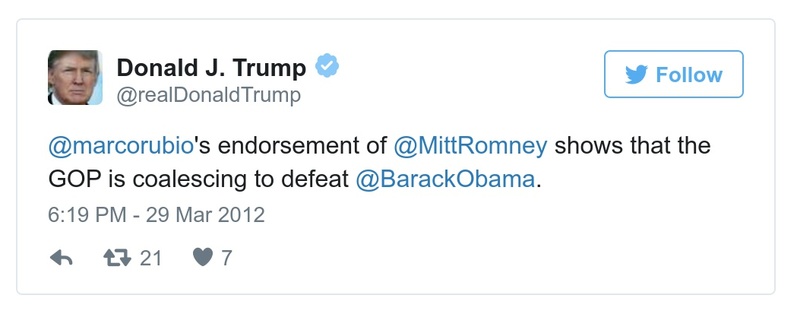 Donald J. Trump
@realDonaldTrump
Follow
@marcorubio's endorsement of @MittRomney shows that the
GOP is coalescing to defeat @BarackObama.
6:19 PM - 29 Mar 2012
21 7